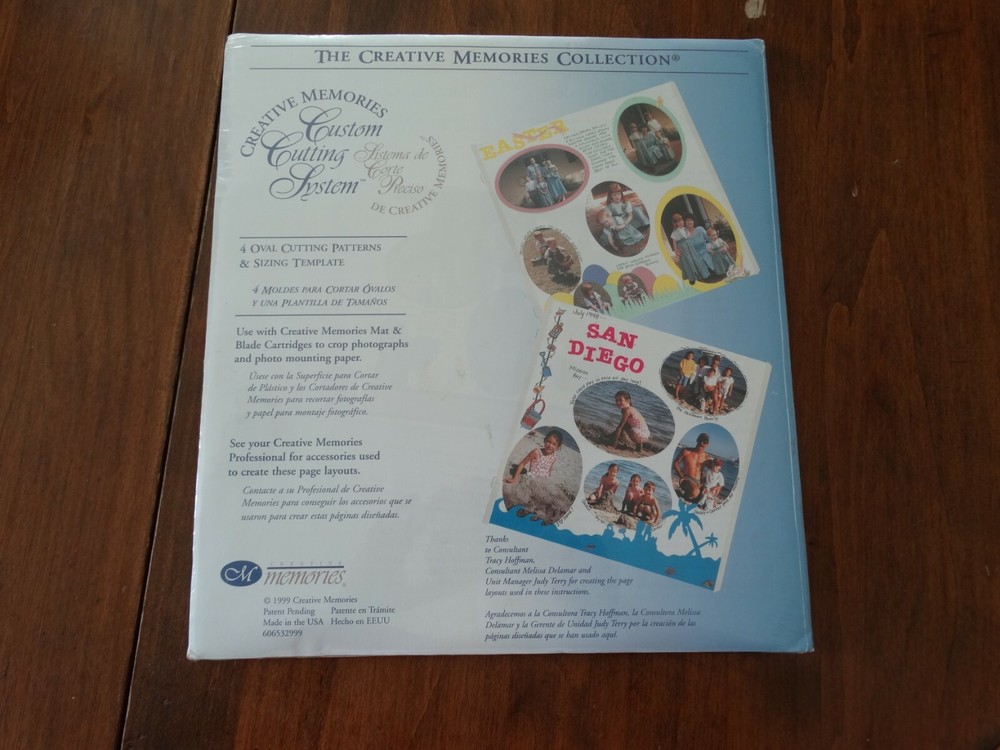 THE CREATIVE MEMORIES COLLECTION®
CREATIVE MEMORIES
Custom
Cutting
System™
Sistema de
Corte
Preciso
DE CREATIVE MEMORIES
4 OVAL CUTTING PATTERNS
& SIZING TEMPLATE
4 MOLDES PARA CORTAR ÓVALOS
Y UNA PLANTILLA DE TAMAÑOS
Use with Creative Memories Mat &
Blade Cartridges to crop photographs
and photo mounting paper.
Úsese con la Superficie para Cortar
de Plástico y los Cortadores de Creative
Memories para recortar fotografías
y papel para montaje fotográfico.
See your Creative Memories
Professional for accessories used
to create these page layouts.
Contacte a su Profesional de Creative
Memories para conseguir los accesorios que se
usaron para crear estas páginas diseñadas.
CM CREATIVE
memories®
© 1999 Creative Memories
Patent Pending Patente en Trámite
Made in the USA Hecho en EEUU
606532999
EASTER
July 1998
SAN
DIEGO
Mission
Bay
Thanks
to Consultant
Tracy Hoffman,
Consultant Melissa Delamar and
Unit Manager Judy Terry for creating the page
layouts used in these instructions.
Agradecemos a la Consultora Tracy Hoffman, la Consultora Melissa
Delamar y la Gerente de Unidad Judy Terry por la creación de las
páginas diseñadas que se han usado aquí.